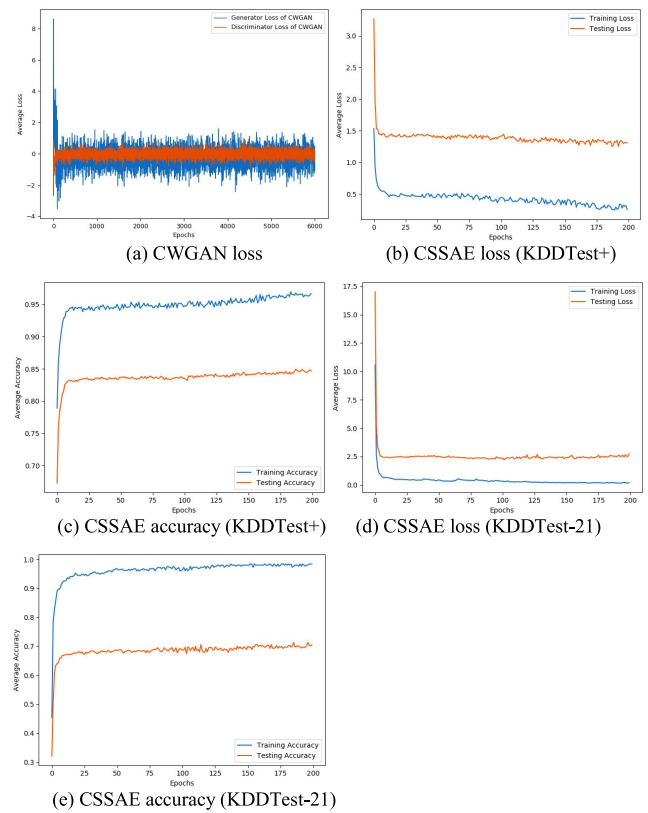 Generator Loss of CWGAN
Discriminator Loss of CWGAN
8
6
4
2
0
−2
−4
Average Loss
0 1000 2000 3000 4000 5000 6000
Epochs
(a) CWGAN loss
Training Loss
Testing Loss
3.0
2.5
2.0
1.5
1.0
0.5
Average Loss
0 25 50 75 100 125 150 175 200
Epochs
(b) CSSAE loss (KDDTest+)
0.95
0.90
0.85
0.80
0.75
0.70
Average Accuracy
Training Accuracy
Testing Accuracy
0 25 50 75 100 125 150 175 200
Epochs
(c) CSSAE accuracy (KDDTest+)
Training Loss
Testing Loss
17.5
15.0
12.5
10.0
7.5
5.0
2.5
0.0
Average Loss
0 25 50 75 100 125 150 175 200
Epochs
(d) CSSAE loss (KDDTest-21)
1.0
0.9
0.8
0.7
0.6
0.5
0.4
0.3
Average Accuracy
Training Accuracy
Testing Accuracy
0 25 50 75 100 125 150 175 200
Epochs
(e) CSSAE accuracy (KDDTest-21)